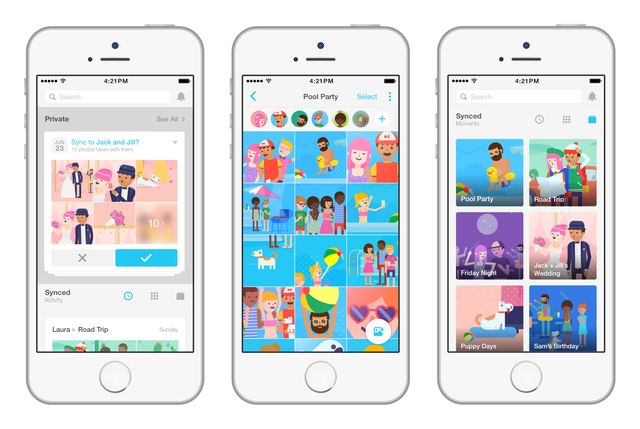 4:21PM
Search
Private
See All >
JUN
23
Sync to Jack and Jill?
15 photos taken with them
10>
Synced
Activity
Laura ▸ Road Trip
Sunday
4:21PM
Pool Party
Select
4:21PM
Search
Synced
Moments
Pool Party
Road Trip
Friday Night
Jack + Jill's
Wedding
Puppy Days
Sam's Birthday